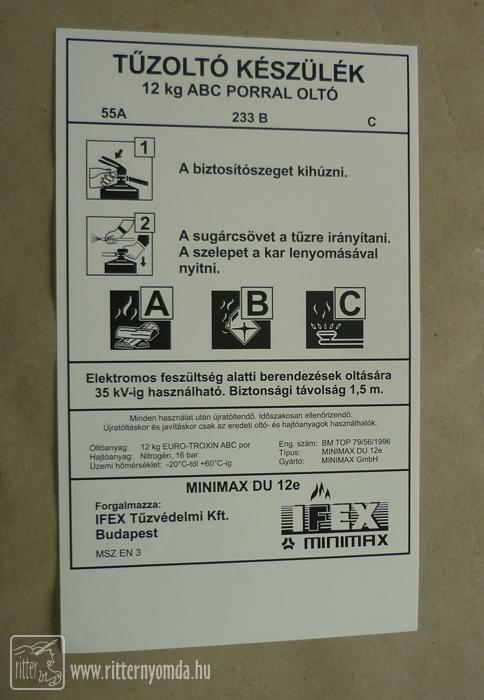 TŰZOLTÓ KÉSZÜLÉK
12 kg ABC PORRAL OLTÓ
55A 233 B C
1
A biztosítószeget kihúzni.
2
A sugárcsövet a tűzre irányítani.
A szelepet a kar lenyomásával
nyitni.
A B C
Elektromos feszültség alatti berendezések oltására
35 kV-ig használható. Biztonsági távolság 1,5 m.
Minden használat után újratöltendő. Időszakosan ellenőrizendő.
Újratöltéskor és javításkor csak az eredeti oltó- és hajtóanyagok használhatók.
Oltóanyag: 12 kg EURO-TROXIN ABC por
Hajtóanyag: Nitrogén, 16 bar
Üzemi hőmérséklet: -20°C-tól +60°C-ig
Eng. szám: BM TOP 79/56/1996
Típus: MINIMAX DU 12e
Gyártó: MINIMAX GmbH
MINIMAX DU 12e
Forgalmazza:
IFEX Tűzvédelmi Kft.
Budapest
MSZ EN 3
IFEX
MINIMAX
ritter
www.ritternyomda.hu